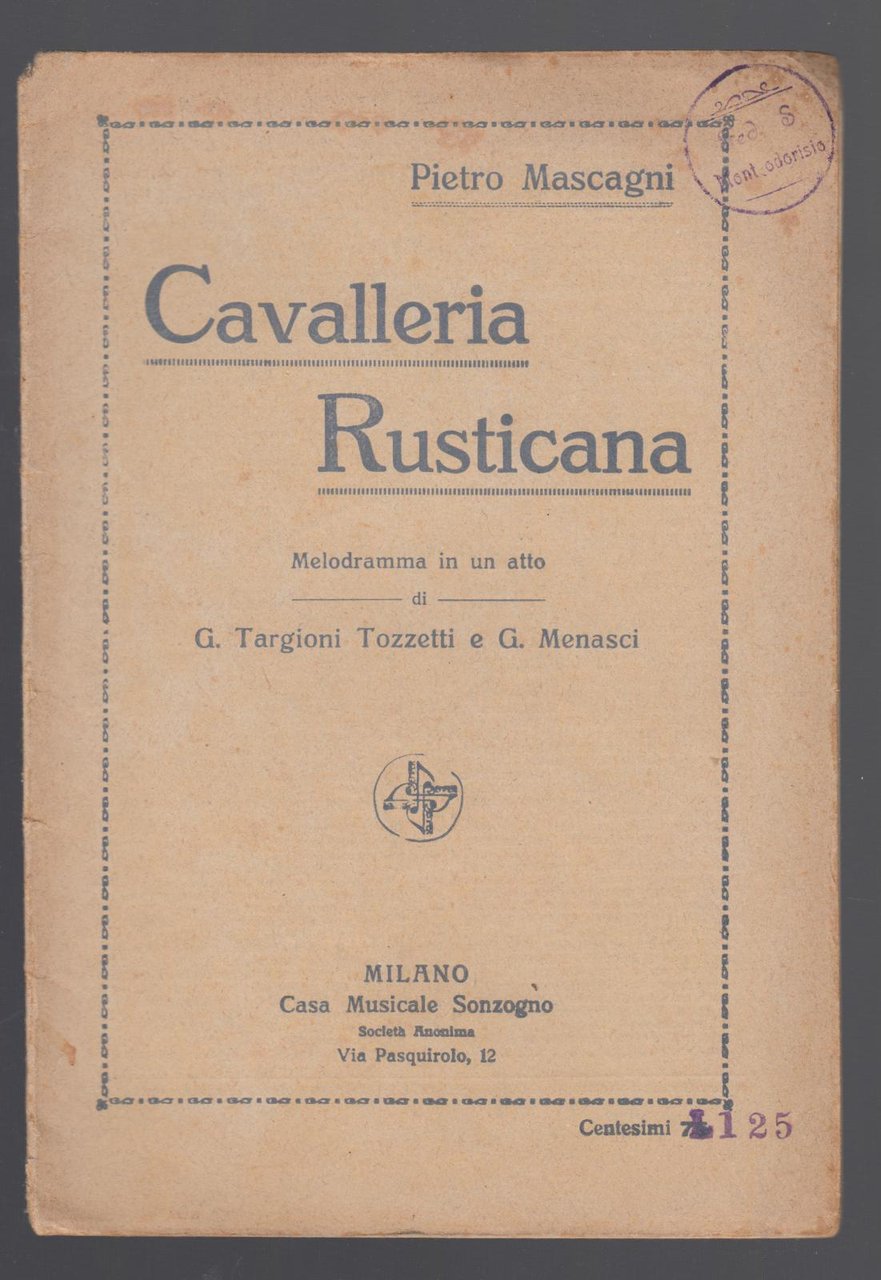 Pietro Mascagni
Cavalleria
Rusticana
Melodramma in un atto
di
G. Targioni Tozzetti e G. Menasci
MILANO
Casa Musicale Sonzogno
Società Anonima
Via Pasquirolo, 12
Centesimi L125
S